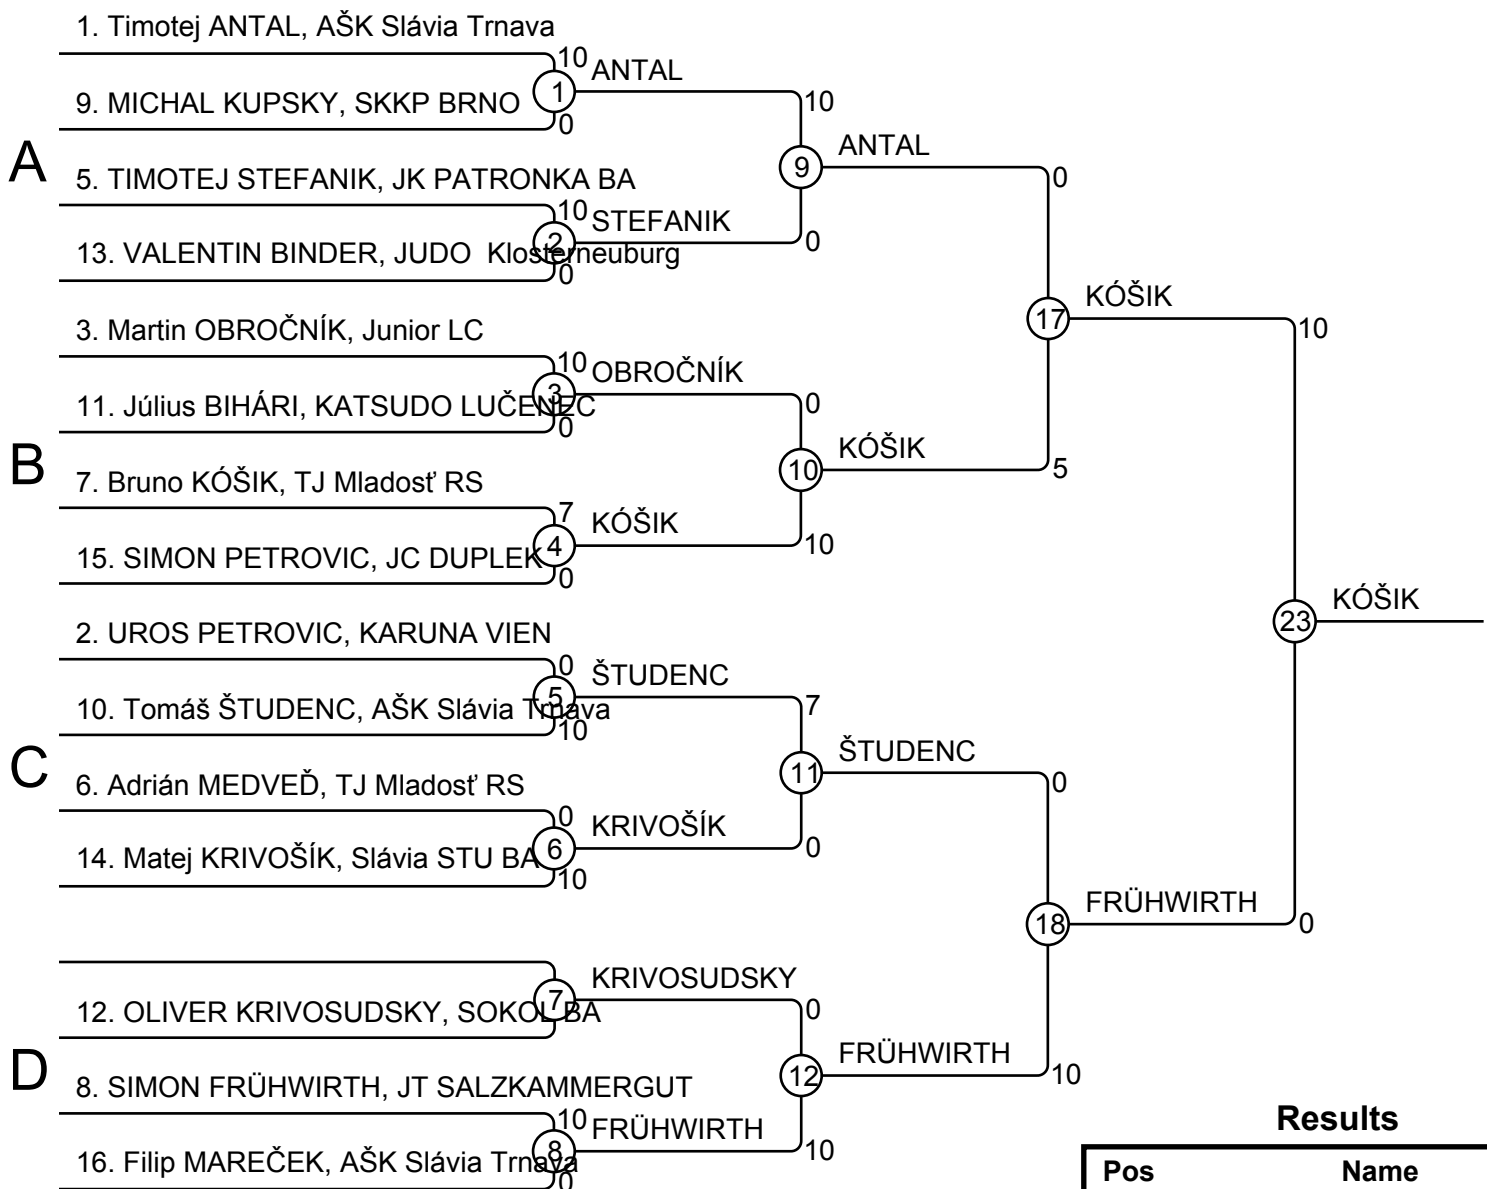 1. Timotej ANTAL, AŠK Slávia Trnava
10
ANTAL
1
10
9. MICHAL KUPSKY, SKKP BRNO
0
ANTAL
A
9
0
5. TIMOTEJ STEFANIK, JK PATRONKA BA
10
STEFANIK
2
0
13. VALENTIN BINDER, JUDO  Klosterneuburg
0
KÓŠIK
17
10
3. Martin OBROČNÍK, Junior LC
10
OBROČNÍK
3
0
11. Július BIHÁRI, KATSUDO LUČENEC
0
KÓŠIK
B
10
5
7. Bruno KÓŠIK, TJ Mladosť RS
7
KÓŠIK
4
10
15. SIMON PETROVIC, JC DUPLEK
0
KÓŠIK
23
2. UROS PETROVIC, KARUNA VIEN
0
ŠTUDENC
5
7
10. Tomáš ŠTUDENC, AŠK Slávia Trnava
10
ŠTUDENC
C
11
0
6. Adrián MEDVEĎ, TJ Mladosť RS
0
KRIVOŠÍK
6
0
14. Matej KRIVOŠÍK, Slávia STU BA
10
FRÜHWIRTH
18
0
KRIVOSUDSKY
7
0
12. OLIVER KRIVOSUDSKY, SOKOL BA
FRÜHWIRTH
D
12
10
8. SIMON FRÜHWIRTH, JT SALZKAMMERGUT
10
FRÜHWIRTH
8
10
16. Filip MAREČEK, AŠK Slávia Trnava
0
Results
Pos Name